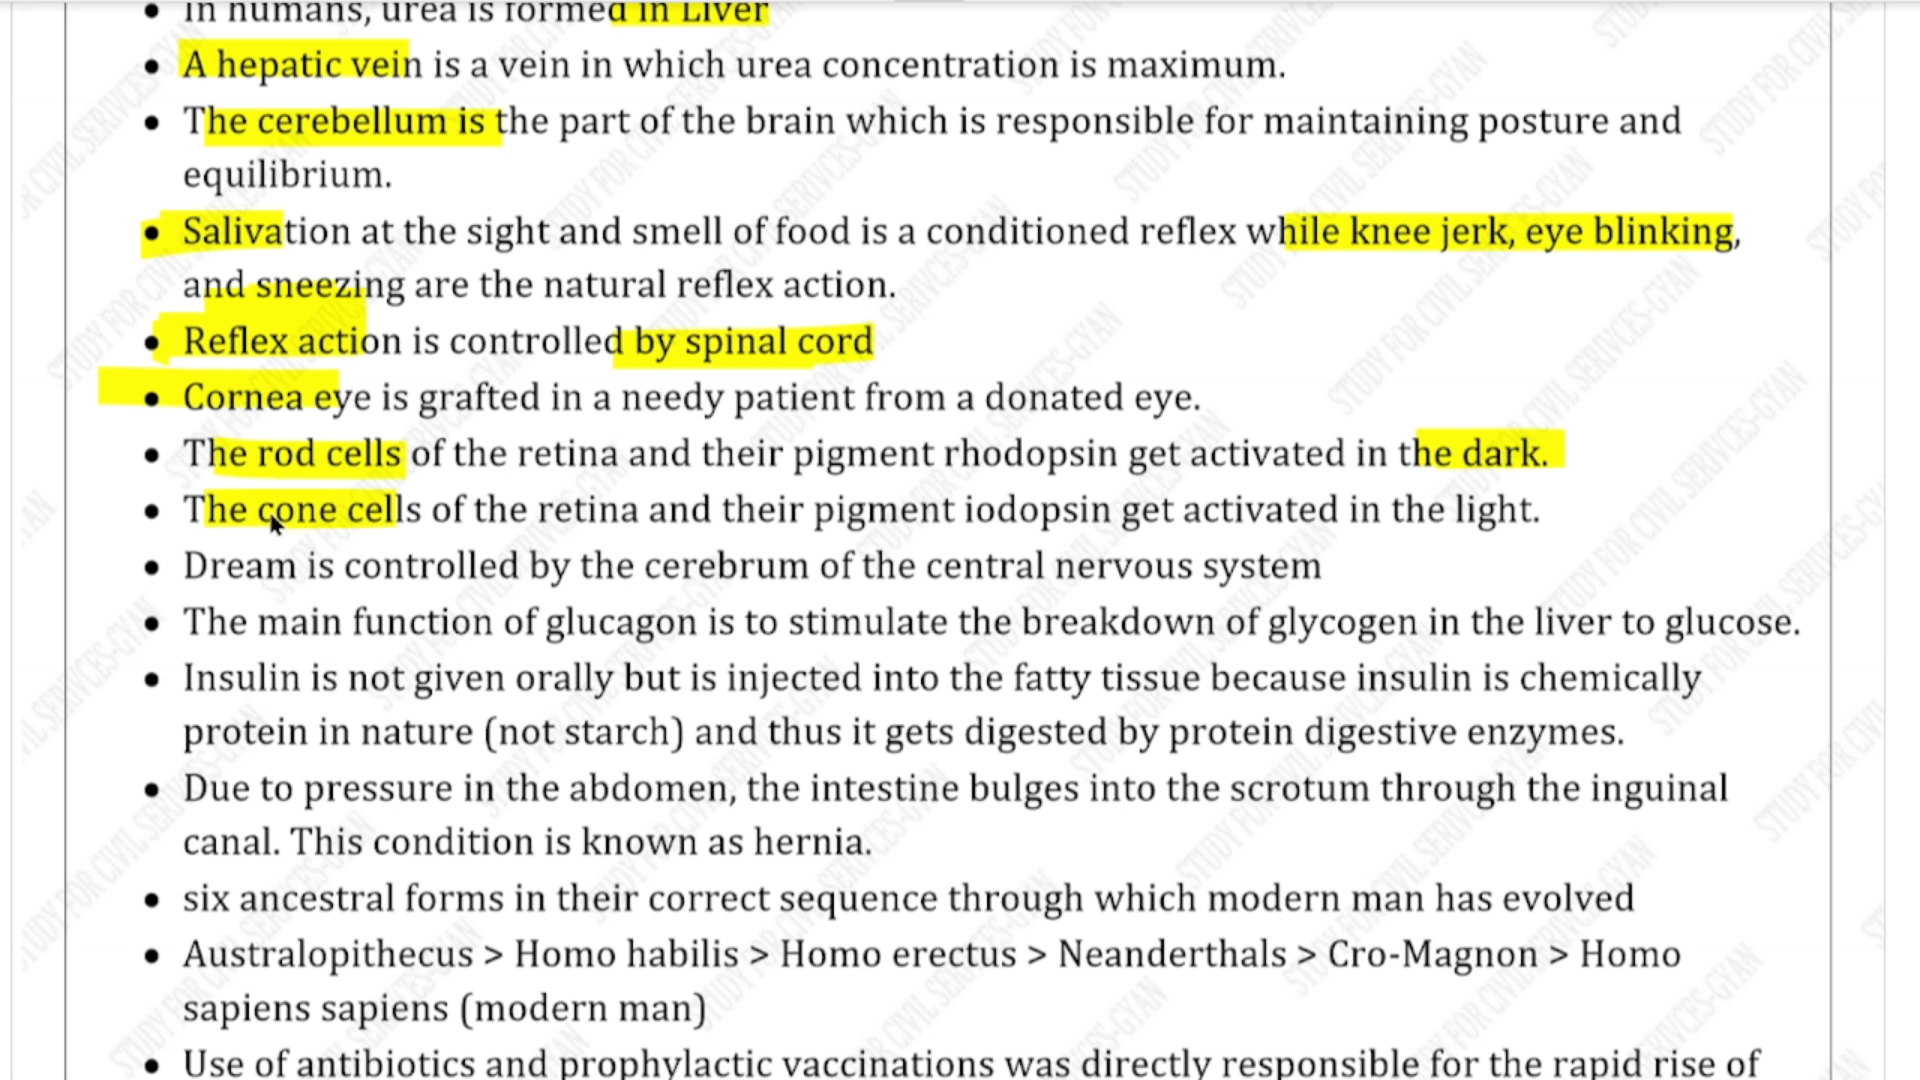 • In humans, urea is formed in Liver
• A hepatic vein is a vein in which urea concentration is maximum.
• The cerebellum is the part of the brain which is responsible for maintaining posture and
equilibrium.
• Salivation at the sight and smell of food is a conditioned reflex while knee jerk, eye blinking,
and sneezing are the natural reflex action.
• Reflex action is controlled by spinal cord
• Cornea eye is grafted in a needy patient from a donated eye.
• The rod cells of the retina and their pigment rhodopsin get activated in the dark.
• The cone cells of the retina and their pigment iodopsin get activated in the light.
• Dream is controlled by the cerebrum of the central nervous system
• The main function of glucagon is to stimulate the breakdown of glycogen in the liver to glucose.
• Insulin is not given orally but is injected into the fatty tissue because insulin is chemically
protein in nature (not starch) and thus it gets digested by protein digestive enzymes.
• Due to pressure in the abdomen, the intestine bulges into the scrotum through the inguinal
canal. This condition is known as hernia.
• six ancestral forms in their correct sequence through which modern man has evolved
• Australopithecus > Homo habilis > Homo erectus > Neanderthals > Cro-Magnon > Homo
sapiens sapiens (modern man)
• Use of antibiotics and prophylactic vaccinations was directly responsible for the rapid rise of
STUDY FOR CIVIL SERIVCES-GYAN